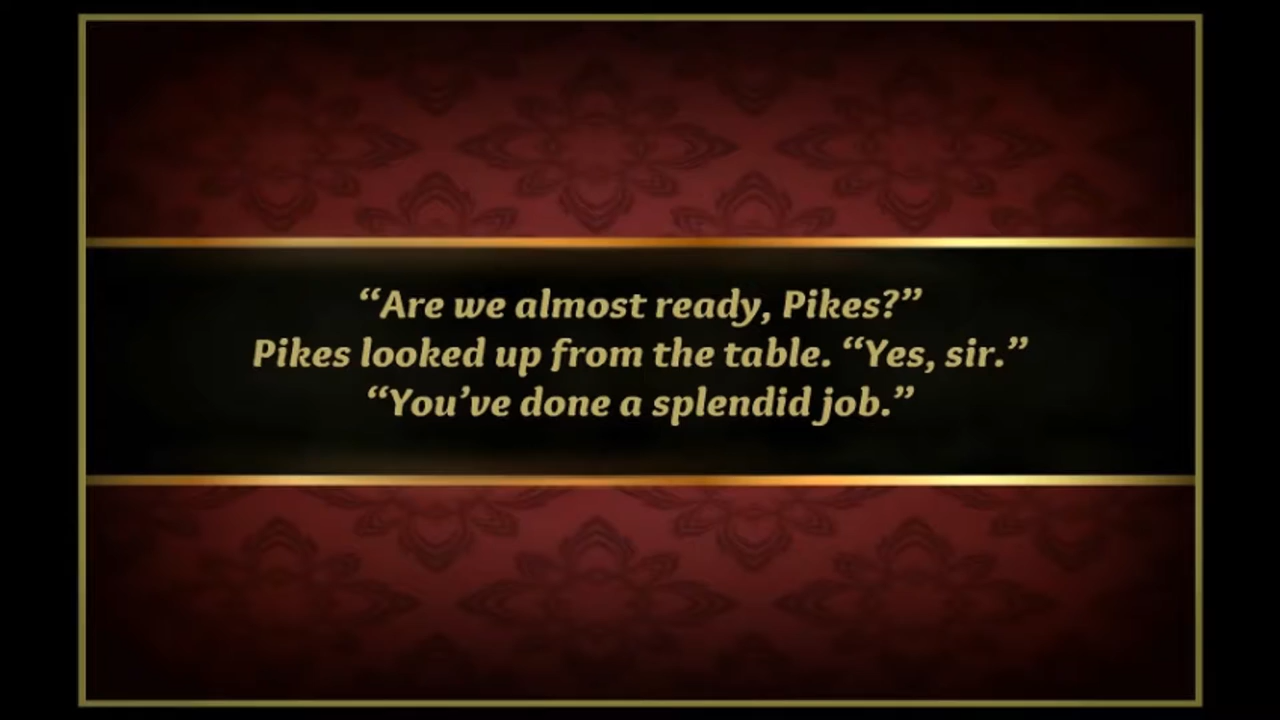 “Are we almost ready, Pikes?”
Pikes looked up from the table. “Yes, sir.”
“You’ve done a splendid job.”